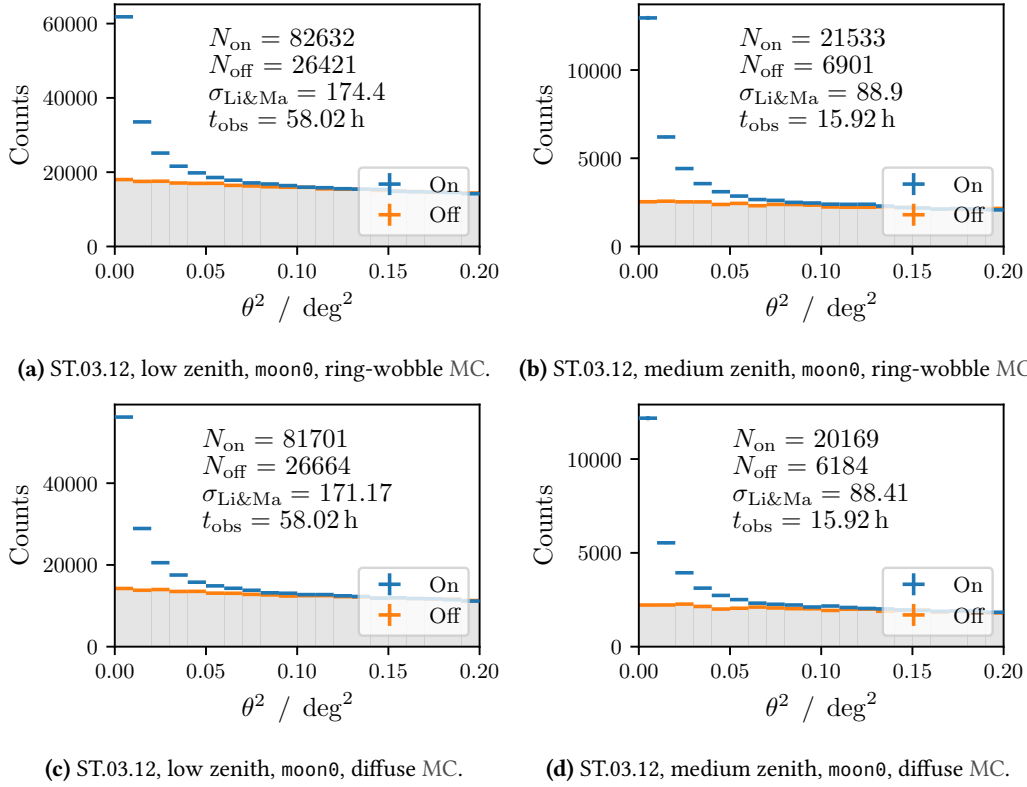 60000
40000
20000
0
Counts
N_on = 82632
N_off = 26421
σ_Li&Ma = 174.4
t_obs = 58.02 h
On
Off
0.00 0.05 0.10 0.15 0.20
θ² / deg²
(a) ST.03.12, low zenith, moon0, ring-wobble MC.
10000
5000
0
Counts
N_on = 21533
N_off = 6901
σ_Li&Ma = 88.9
t_obs = 15.92 h
On
Off
0.00 0.05 0.10 0.15 0.20
θ² / deg²
(b) ST.03.12, medium zenith, moon0, ring-wobble MC
40000
20000
0
Counts
N_on = 81701
N_off = 26664
σ_Li&Ma = 171.17
t_obs = 58.02 h
On
Off
0.00 0.05 0.10 0.15 0.20
θ² / deg²
(c) ST.03.12, low zenith, moon0, diffuse MC.
10000
5000
0
Counts
N_on = 20169
N_off = 6184
σ_Li&Ma = 88.41
t_obs = 15.92 h
On
Off
0.00 0.05 0.10 0.15 0.20
θ² / deg²
(d) ST.03.12, medium zenith, moon0, diffuse MC.